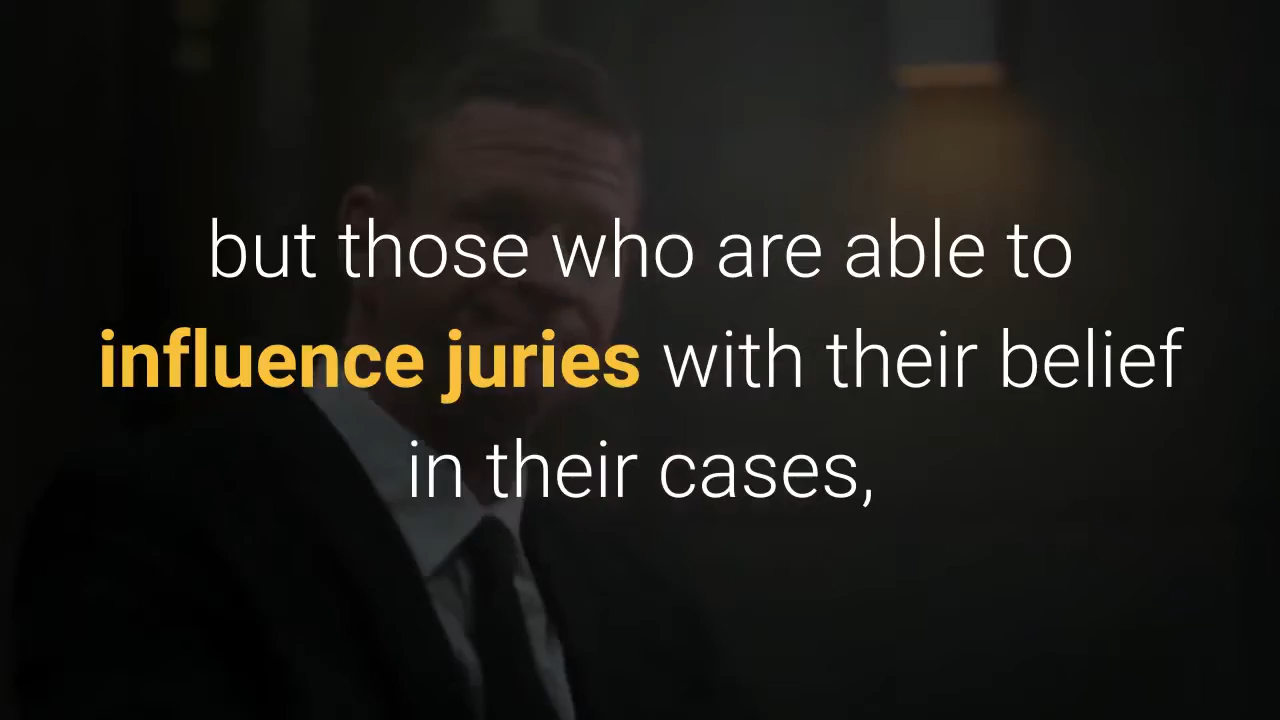 but those who are able to
influence juries with their belief
in their cases,